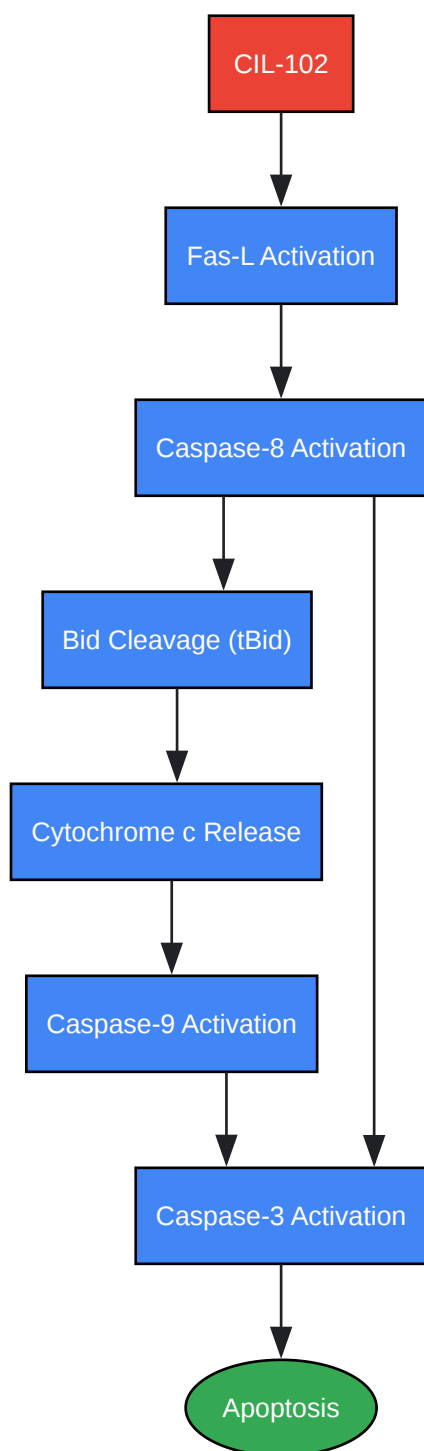 CIL-102
Fas-L Activation
Caspase-8 Activation
Bid Cleavage (tBid)
Cytochrome c Release
Caspase-9 Activation
Caspase-3 Activation
Apoptosis